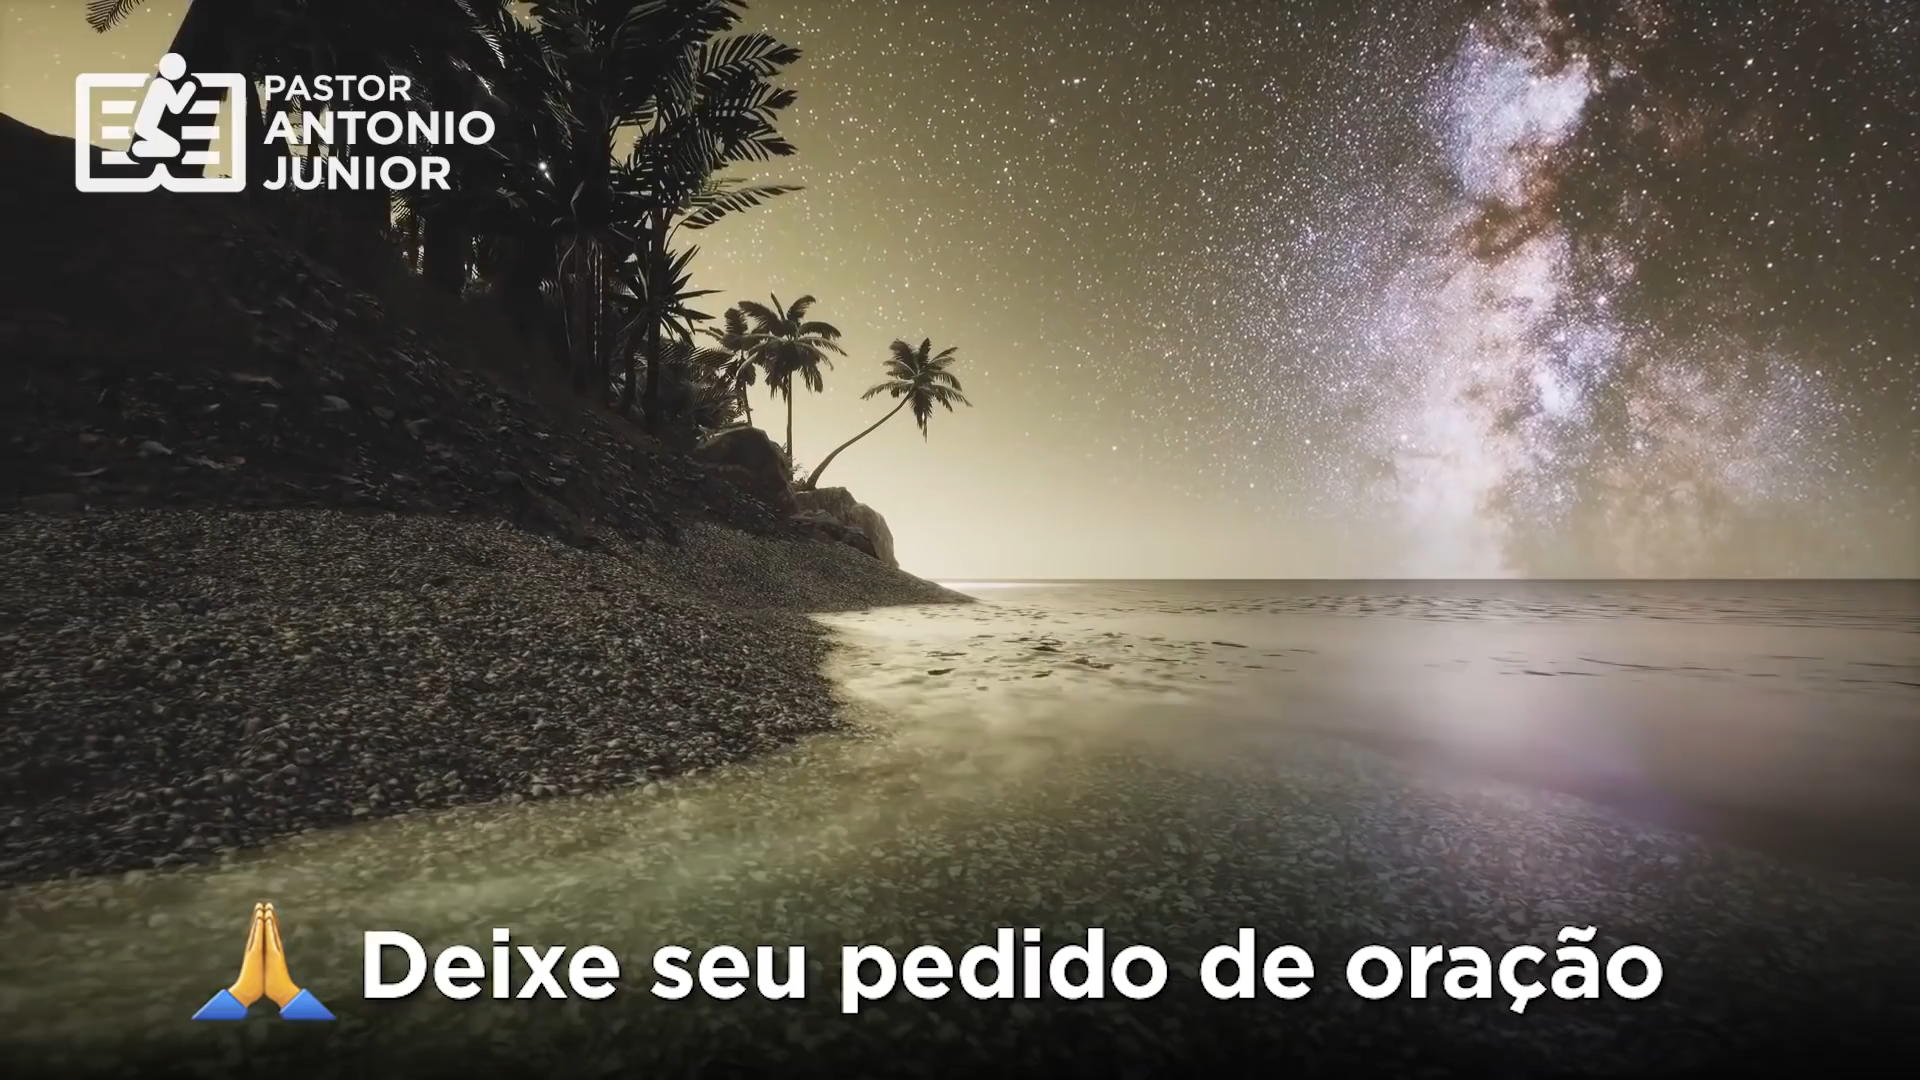 PASTOR
ANTONIO
JUNIOR
🙏 Deixe seu pedido de oração